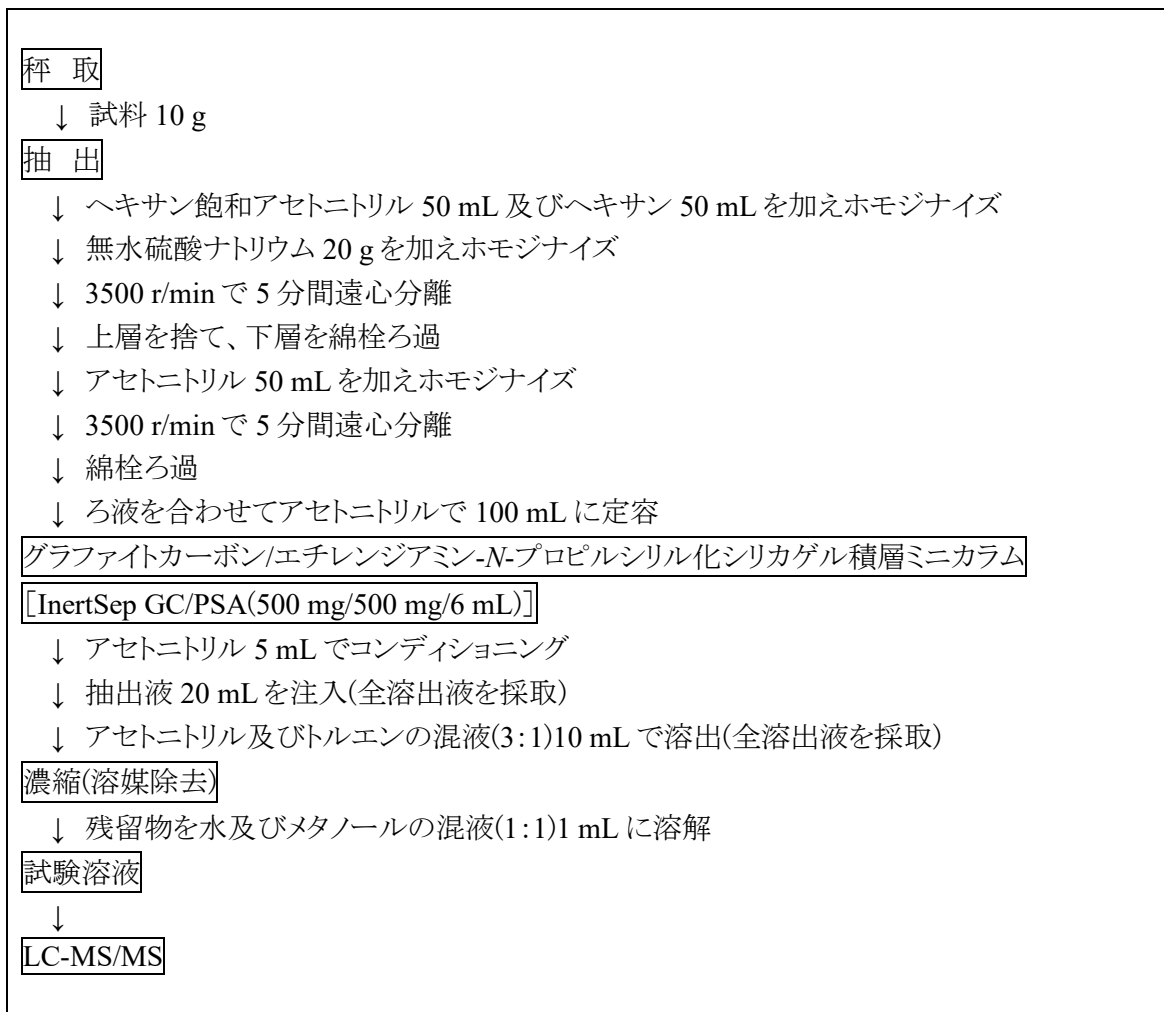 秤　取
↓ 試料 10 g
抽　出
↓ ヘキサン飽和アセトニトリル 50 mL 及びヘキサン 50 mL を加えホモジナイズ
↓ 無水硫酸ナトリウム 20 g を加えホモジナイズ
↓ 3500 r/min で 5 分間遠心分離
↓ 上層を捨て、下層を綿栓ろ過
↓ アセトニトリル 50 mL を加えホモジナイズ
↓ 3500 r/min で 5 分間遠心分離
↓ 綿栓ろ過
↓ ろ液を合わせてアセトニトリルで 100 mL に定容
グラファイトカーボン/エチレンジアミン-N-プロピルシリル化シリカゲル積層ミニカラム
［InertSep GC/PSA(500 mg/500 mg/6 mL)］
↓ アセトニトリル 5 mL でコンディショニング
↓ 抽出液 20 mL を注入(全溶出液を採取)
↓ アセトニトリル及びトルエンの混液(3：1)10 mL で溶出(全溶出液を採取)
濃縮(溶媒除去)
↓ 残留物を水及びメタノールの混液(1：1)1 mL に溶解
試験溶液
↓
LC-MS/MS